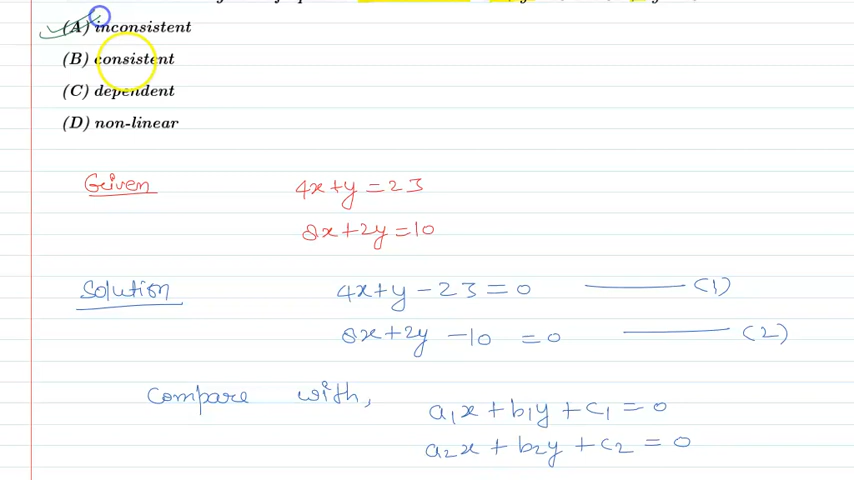 (A) inconsistent
(B) consistent
(C) dependent
(D) non-linear
Given 4x+y=23
8x+2y=10
Solution 4x+y-23=0 (1)
8x+2y-10=0 (2)
Compare with, a₁x+b₁y+c₁=0
a₂x+b₂y+c₂=0